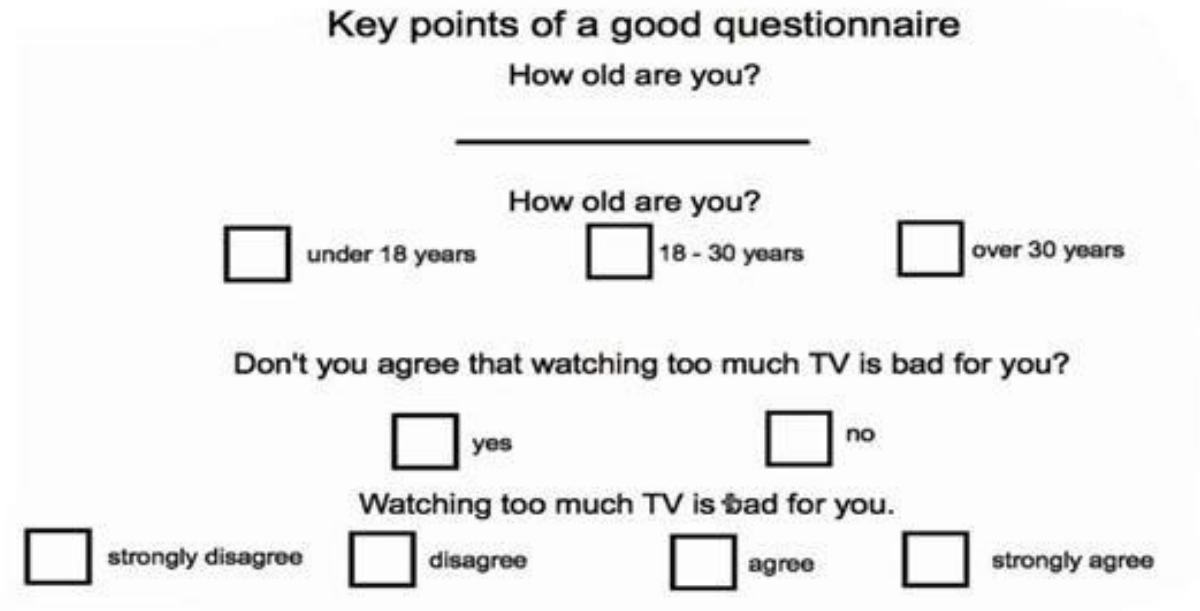 Key points of a good questionnaire
How old are you?
How old are you?
under 18 years 18 - 30 years over 30 years
Don't you agree that watching too much TV is bad for you?
yes no
Watching too much TV is bad for you.
strongly disagree disagree agree strongly agree